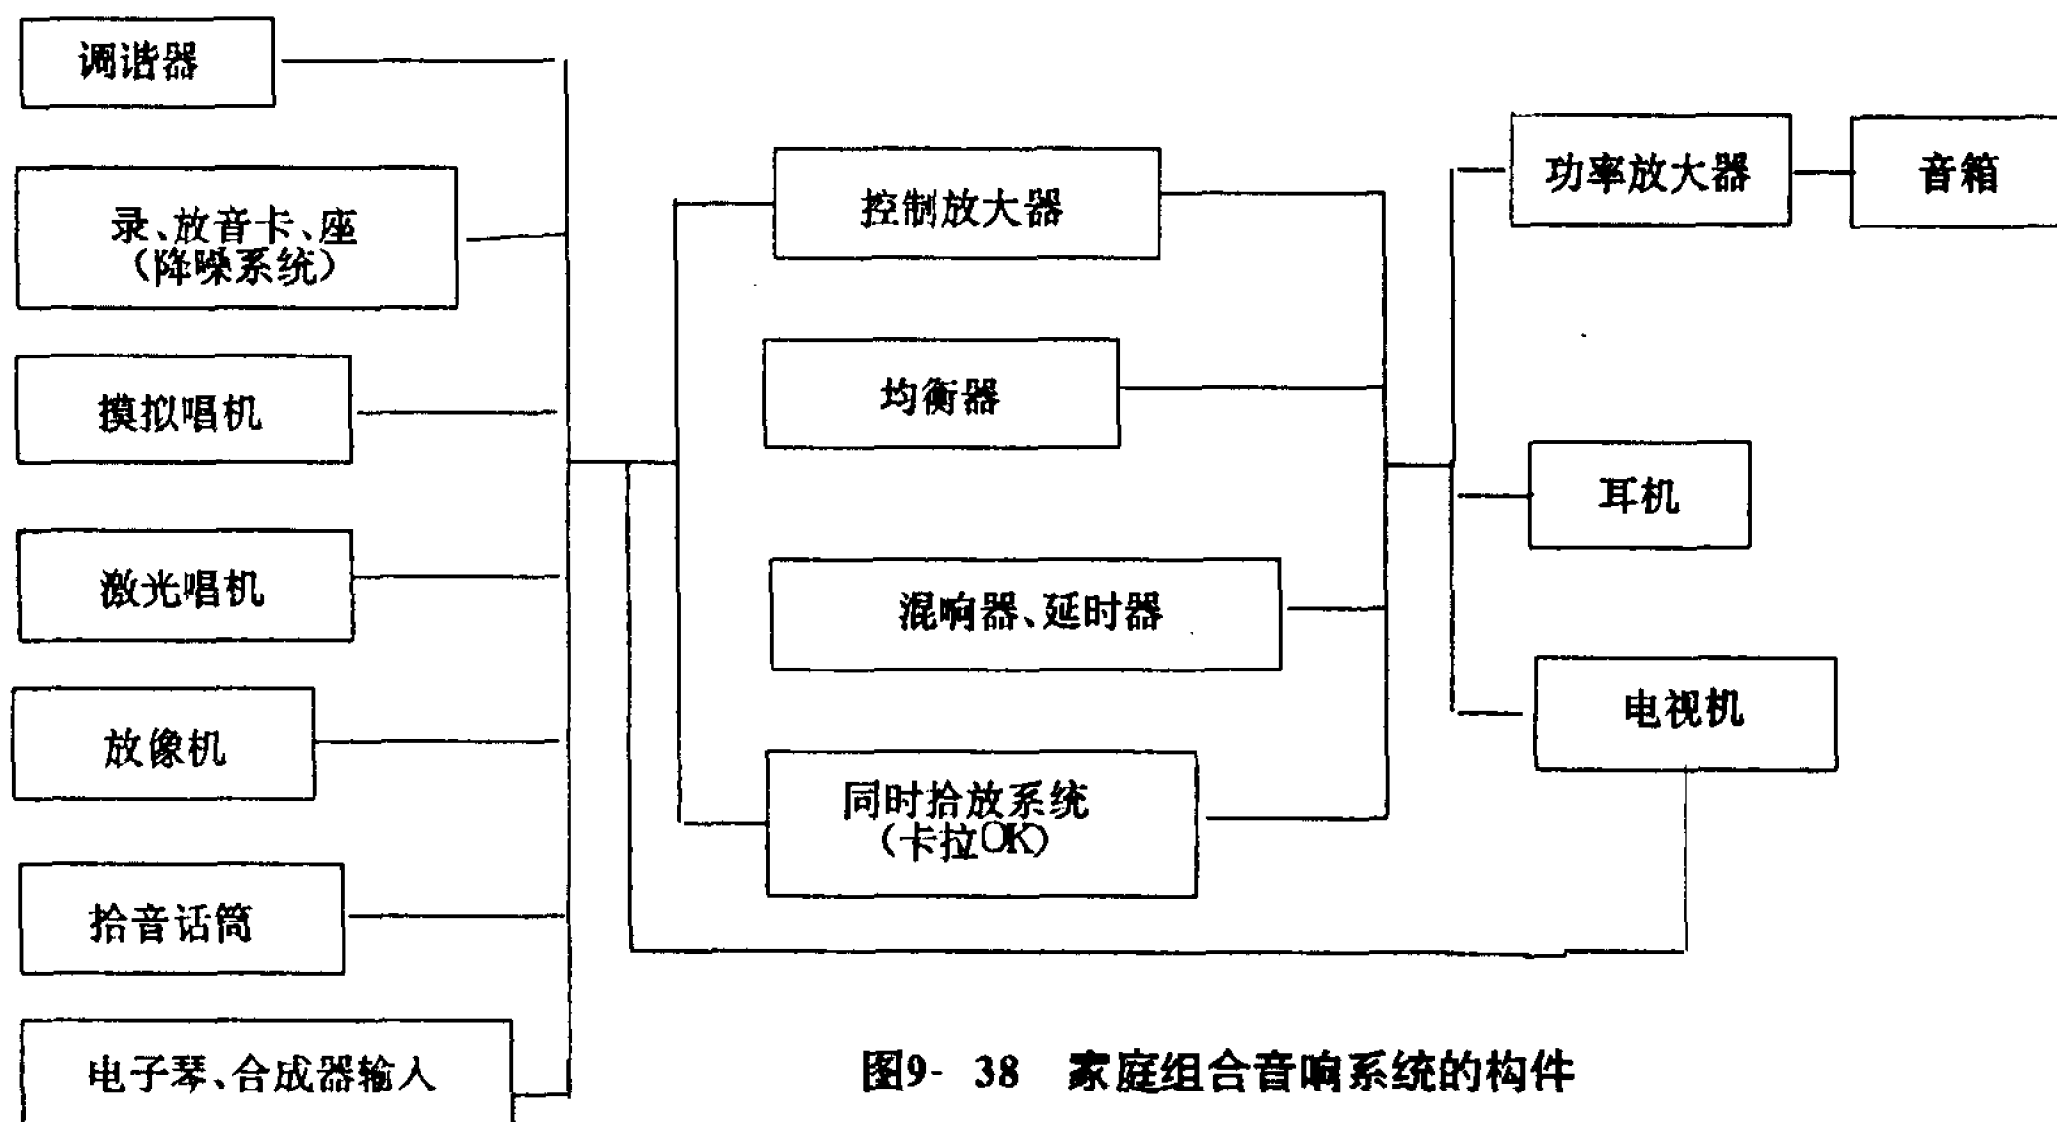 调谐器
录、放音卡、座
（降噪系统）
摸拟唱机
激光唱机
放像机
拾音话筒
电子琴、合成器输入
控制放大器
均衡器
混响器、延时器
同时拾放系统
（卡拉OK）
功率放大器
音箱
耳机
电视机
图9- 38 家庭组合音响系统的构件